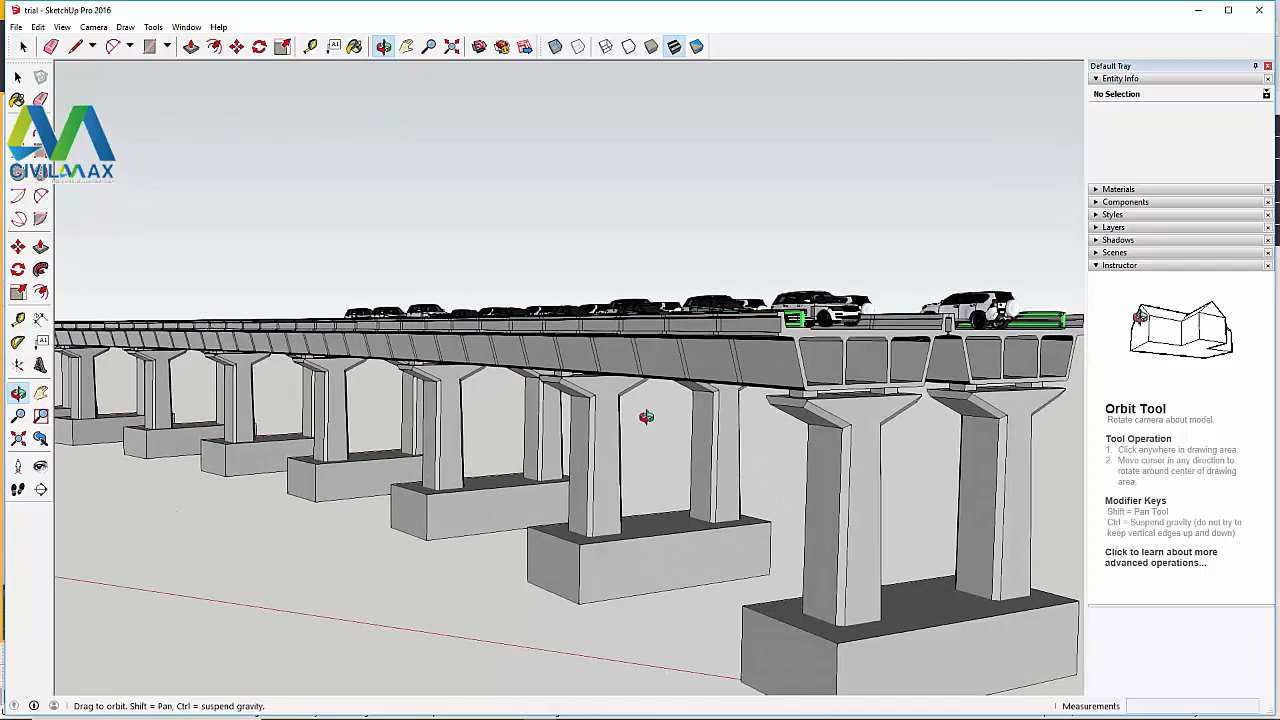 trial - SketchUp Pro 2016
File Edit View Camera Draw Tools Window Help
CIVILMAX
Default Tray
Entity Info
No Selection
Materials
Components
Styles
Layers
Shadows
Scenes
Instructor
Orbit Tool
Rotate camera about model.
Tool Operation
1. Click anywhere in drawing area.
2. Move cursor in any direction to
rotate around center of drawing
area.
Modifier Keys
Shift = Pan Tool
Ctrl = Suspend gravity (do not try to
keep vertical edges up and down)
Click to learn about more
advanced operations...
Drag to orbit. Shift = Pan, Ctrl = suspend gravity.
Measurements